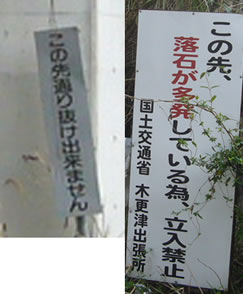 この先通り抜け出来ません
この先、
落石が多発している為、立入禁止
国土交通省 木更津出張所